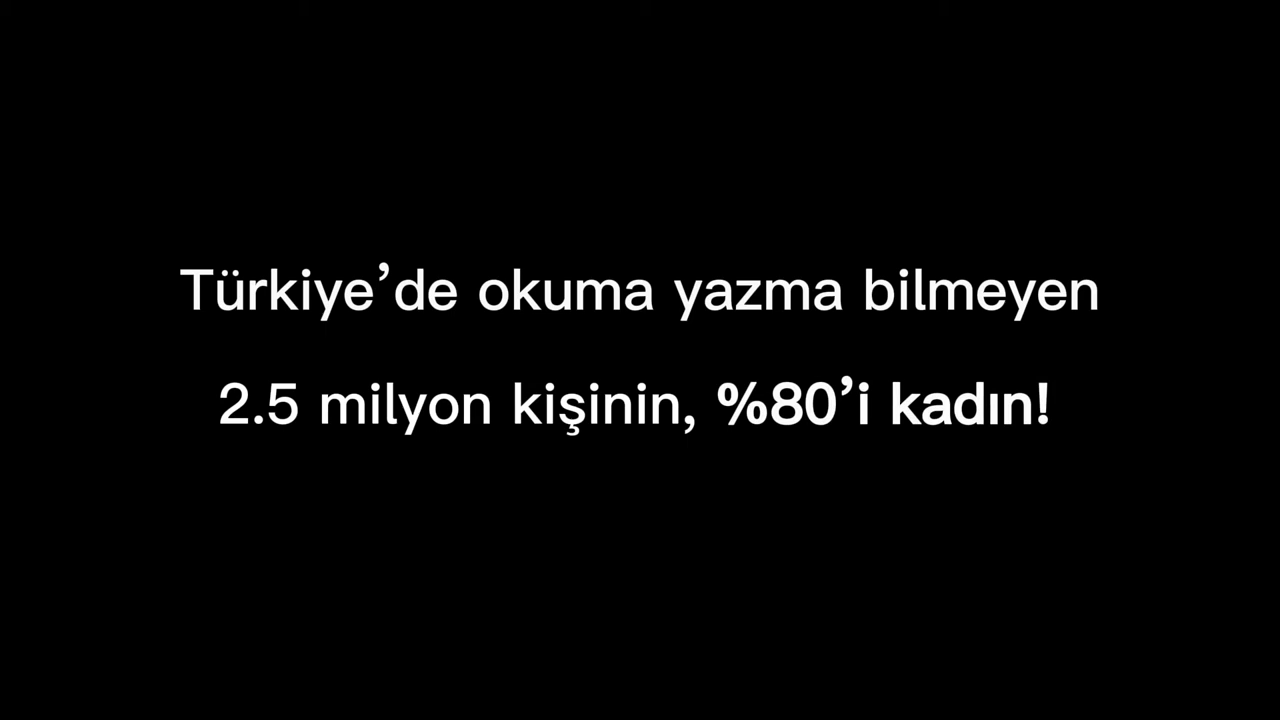 Türkiye’de okuma yazma bilmeyen
2.5 milyon kişinin, %80’i kadın!